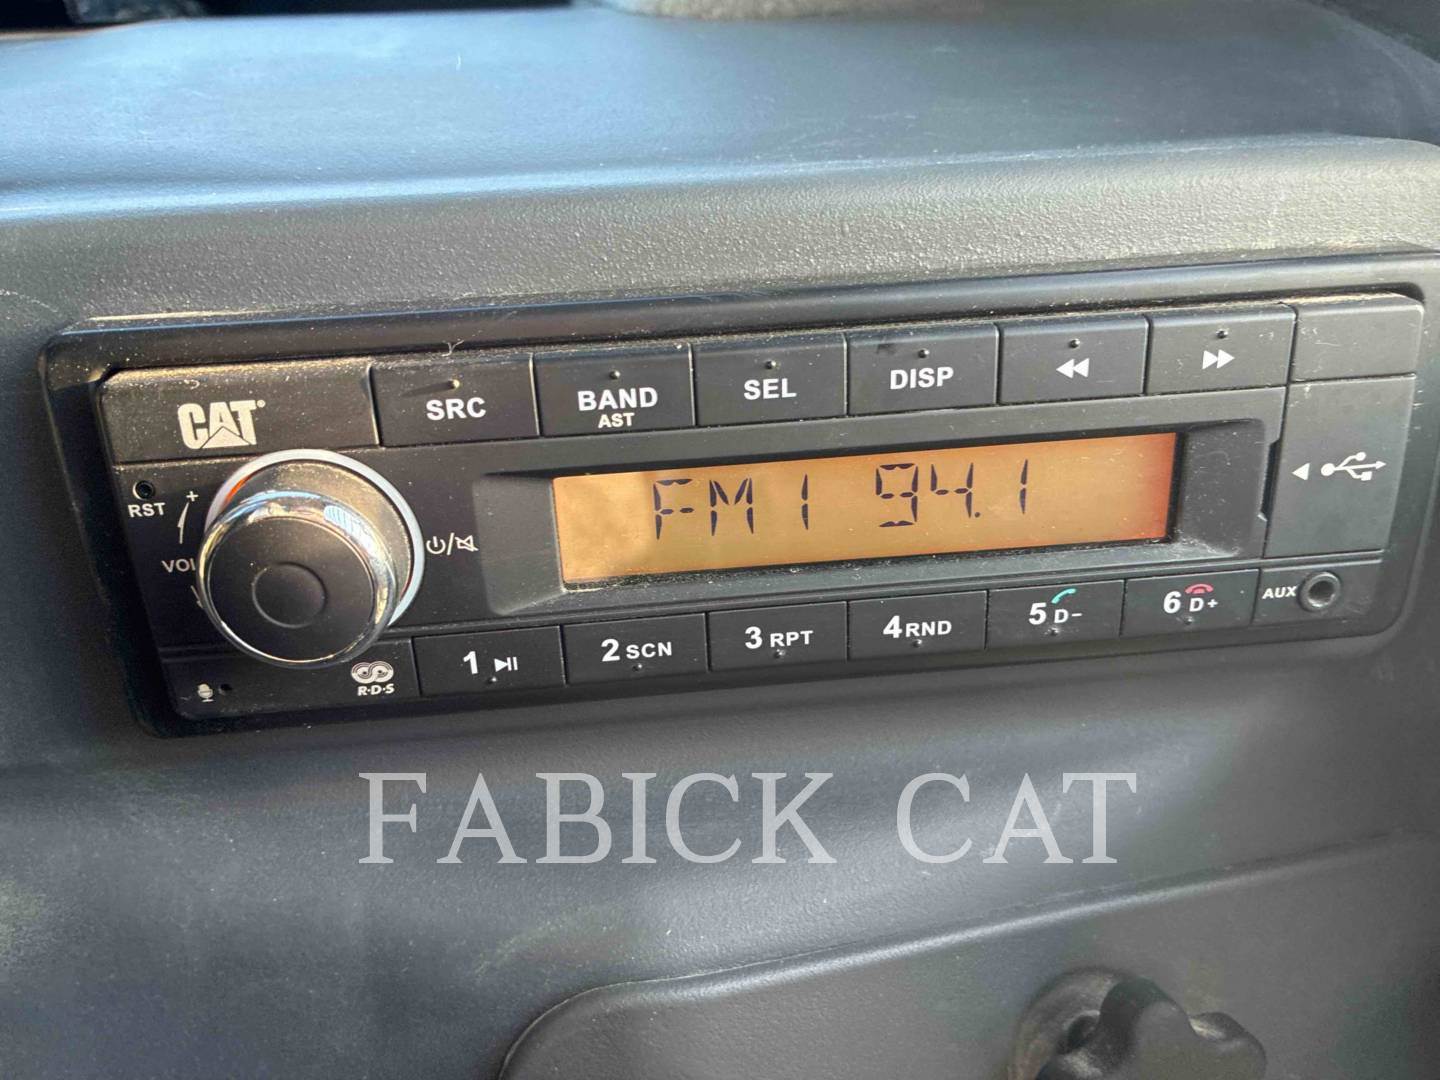 CAT
SRC
BAND
AST
SEL
DISP
RST
+
VOL
FM1 94.1
1
2 SCN
3 RPT
4 RND
5 D-
6 D+
AUX
R·D·S
FABICK CAT